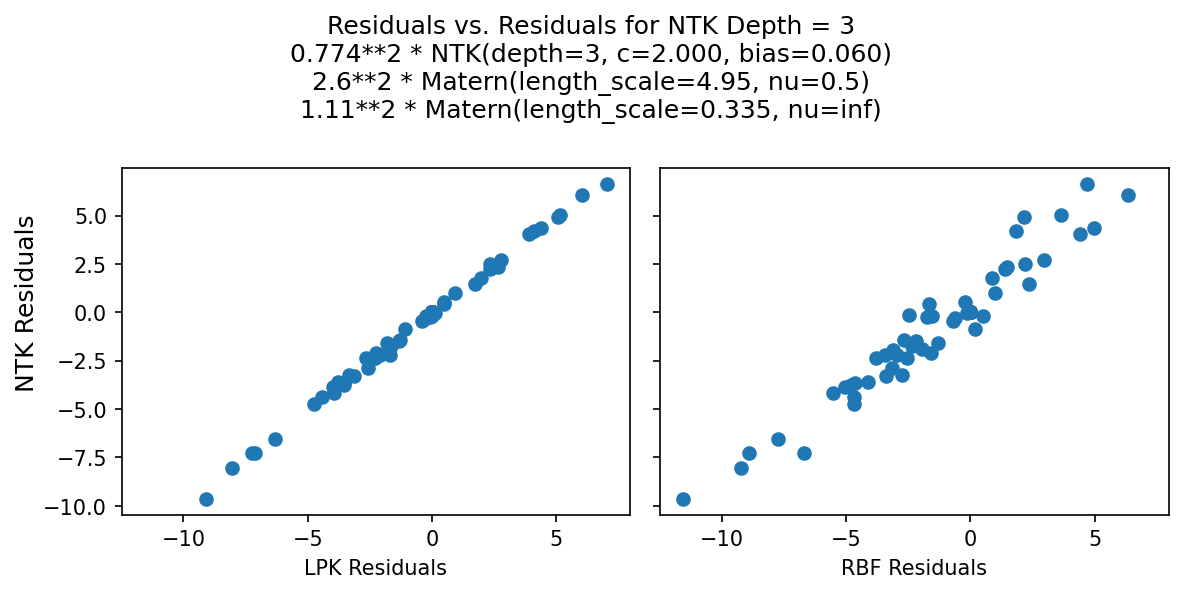 Residuals vs. Residuals for NTK Depth = 3
0.774**2 * NTK(depth=3, c=2.000, bias=0.060)
2.6**2 * Matern(length_scale=4.95, nu=0.5)
1.11**2 * Matern(length_scale=0.335, nu=inf)
NTK Residuals
5.0
2.5
0.0
−2.5
−5.0
−7.5
−10.0
−10 −5 0 5
LPK Residuals
−10 −5 0 5
RBF Residuals